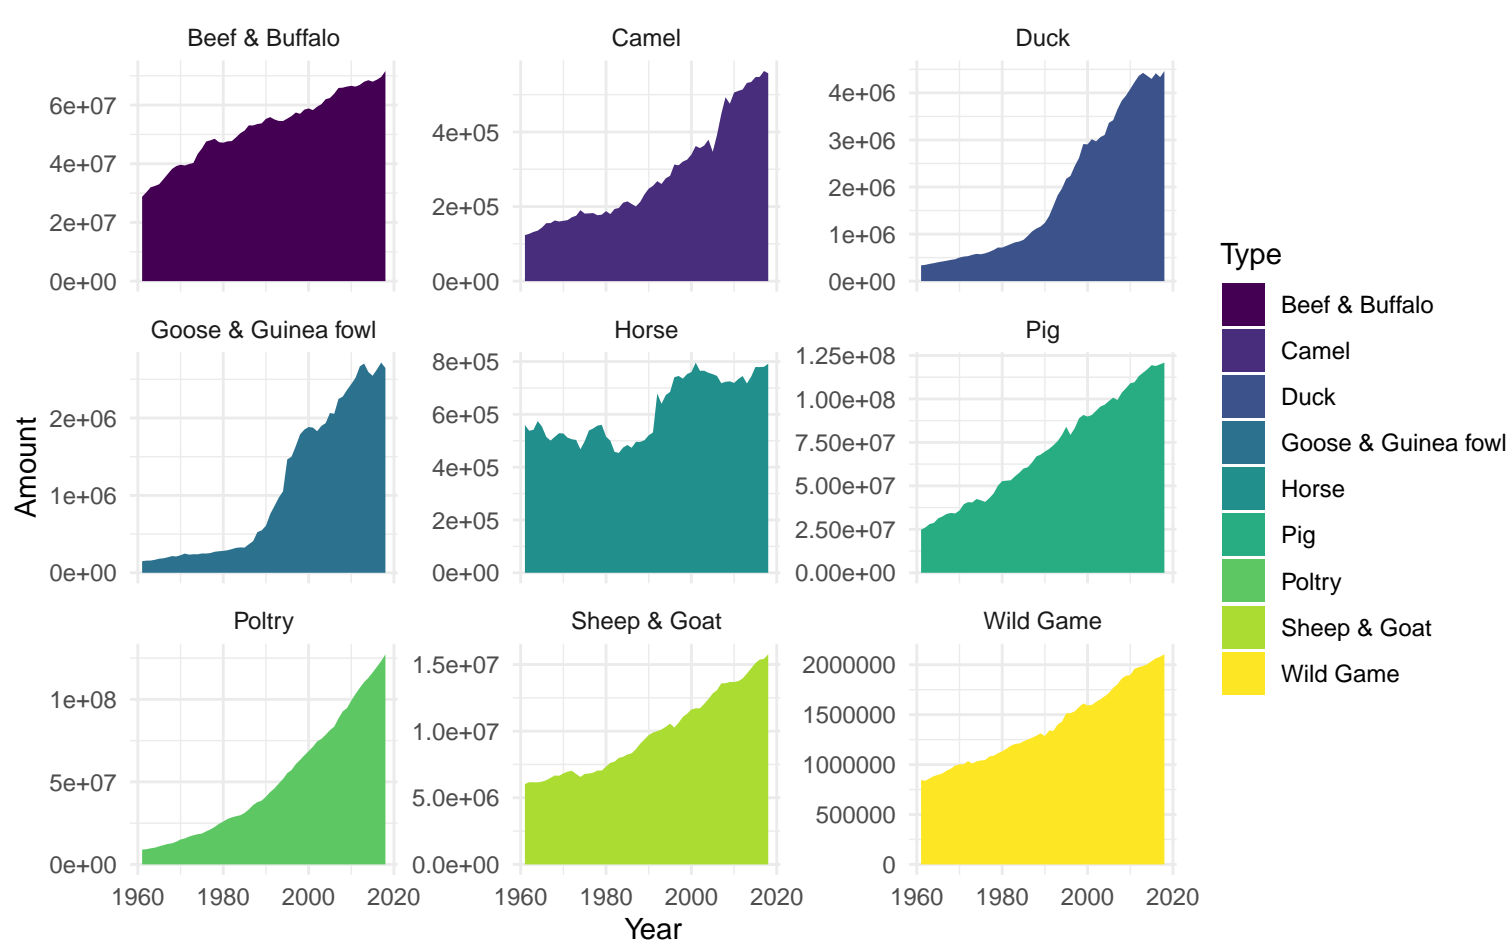 Beef & Buffalo
Camel
Duck
6e+07
4e+07
2e+07
0e+00
4e+05
2e+05
0e+00
4e+06
3e+06
2e+06
1e+06
0e+00
Goose & Guinea fowl
Horse
Pig
2e+06
1e+06
0e+00
8e+05
6e+05
4e+05
2e+05
0e+00
1.25e+08
1.00e+08
7.50e+07
5.00e+07
2.50e+07
0.00e+00
Poltry
Sheep & Goat
Wild Game
1e+08
5e+07
0e+00
1.5e+07
1.0e+07
5.0e+06
0.0e+00
2000000
1500000
1000000
500000
0
1960 1980 2000 2020
1960 1980 2000 2020
1960 1980 2000 2020
Year
Amount
Type
Beef & Buffalo
Camel
Duck
Goose & Guinea fowl
Horse
Pig
Poltry
Sheep & Goat
Wild Game